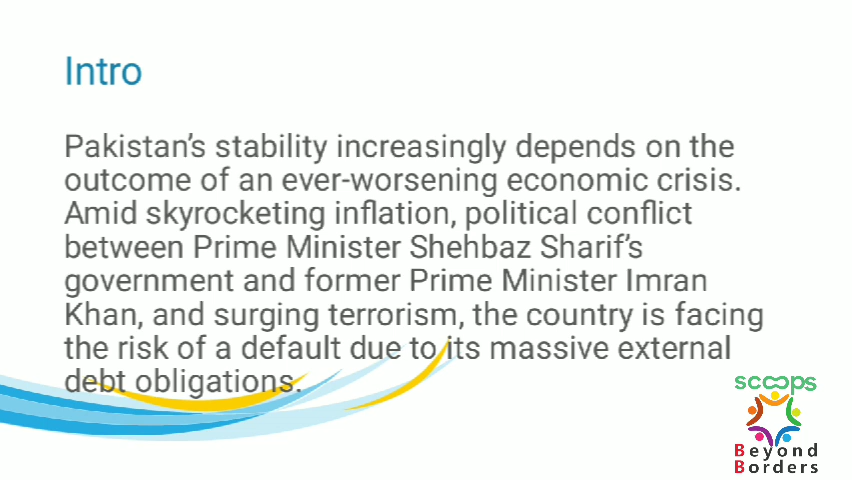 Intro
Pakistan's stability increasingly depends on the
outcome of an ever-worsening economic crisis.
Amid skyrocketing inflation, political conflict
between Prime Minister Shehbaz Sharif's
government and former Prime Minister Imran
Khan, and surging terrorism, the country is facing
the risk of a default due to its massive external
debt obligations.
scoops
Beyond
Borders